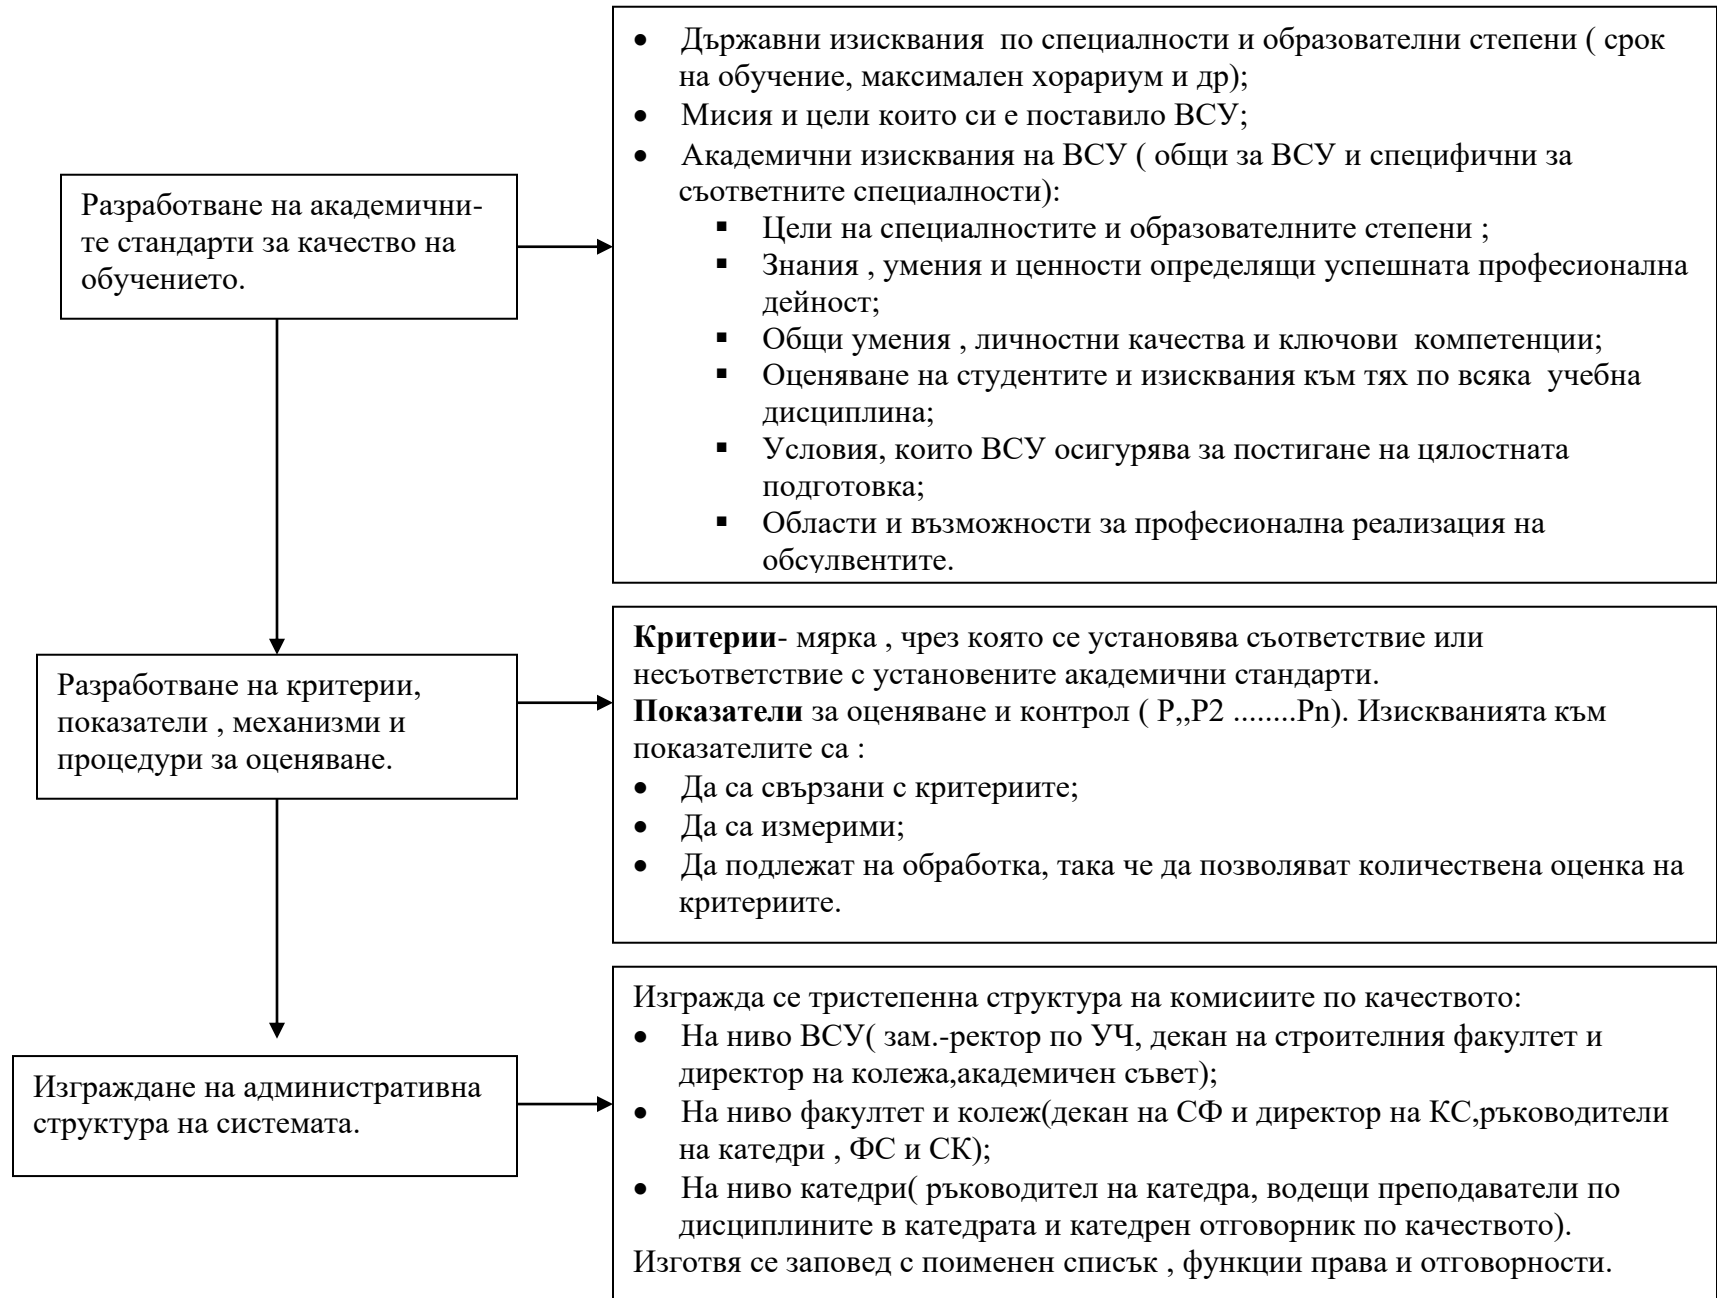 Държавни изисквания по специалности и образователни степени ( срок
на обучение, максимален хорариум и др);
Мисия и цели които си е поставило ВСУ;
Академични изисквания на ВСУ ( общи за ВСУ и специфични за
съответните специалности):
Цели на специалностите и образователните степени ;
Знания , умения и ценности определящи успешната професионална
дейност;
Общи умения , личностни качества и ключови компетенции;
Оценяване на студентите и изисквания към тях по всяка учебна
дисциплина;
Условия, които ВСУ осигурява за постигане на цялостната
подготовка;
Области и възможности за професионална реализация на
обсулвентите.
Разработване на академични-
те стандарти за качество на
обучението.
Критерии- мярка , чрез която се установява съответствие или
несъответствие с установените академични стандарти.
Показатели за оценяване и контрол ( P,,P2 ........Pn). Изискванията към
показателите са :
Да са свързани с критериите;
Да са измерими;
Да подлежат на обработка, така че да позволяват количествена оценка на
критериите.
Разработване на критерии,
показатели , механизми и
процедури за оценяване.
Изгражда се тристепенна структура на комисиите по качеството:
На ниво ВСУ( зам.-ректор по УЧ, декан на строителния факултет и
директор на колежа,академичен съвет);
На ниво факултет и колеж(декан на СФ и директор на КС,ръководители
на катедри , ФС и СК);
На ниво катедри( ръководител на катедра, водещи преподаватели по
дисциплините в катедрата и катедрен отговорник по качеството).
Изготвя се заповед с поименен списък , функции права и отговорности.
Изграждане на административна
структура на системата.